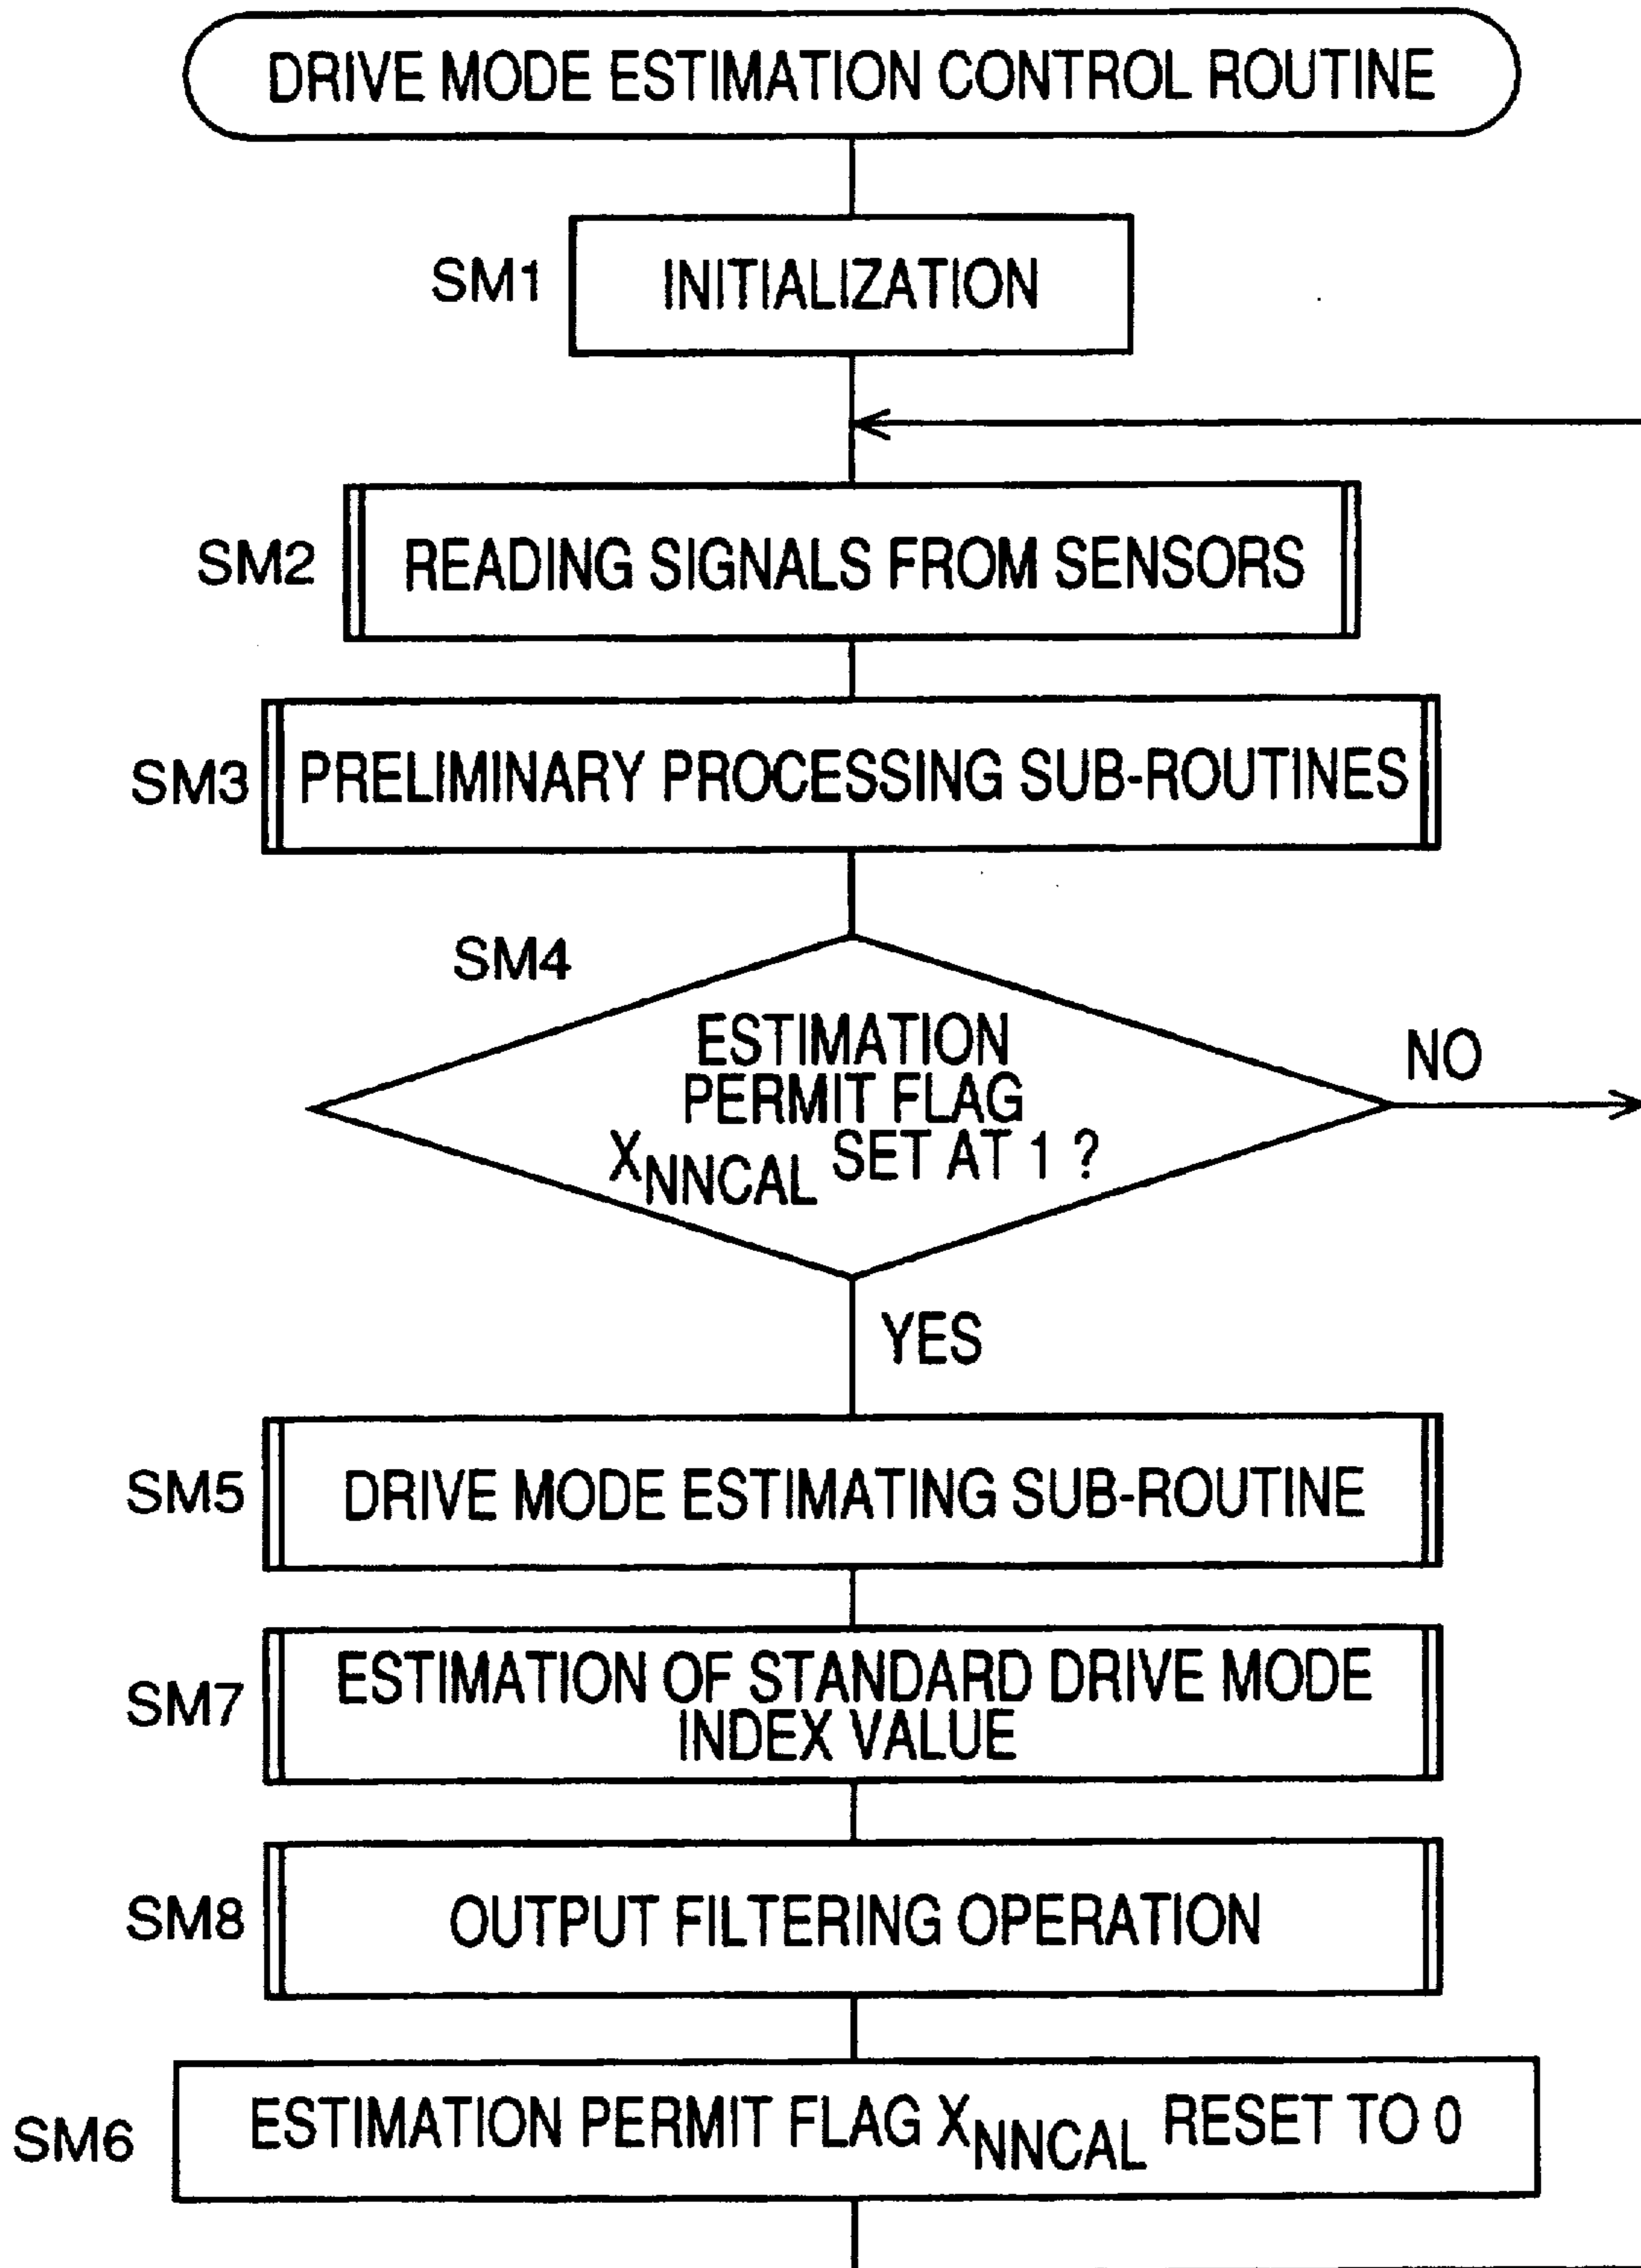 DRIVE MODE ESTIMATION CONTROL ROUTINE
SM1
INITIALIZATION
SM2
READING SIGNALS FROM SENSORS
SM3
PRELIMINARY PROCESSING SUB-ROUTINES
SM4
ESTIMATION
PERMIT FLAG
XNNCAL SET AT 1 ?
NO
YES
SM5
DRIVE MODE ESTIMATING SUB-ROUTINE
SM7
ESTIMATION OF STANDARD DRIVE MODE
INDEX VALUE
SM8
OUTPUT FILTERING OPERATION
SM6
ESTIMATION PERMIT FLAG XNNCAL RESET TO 0